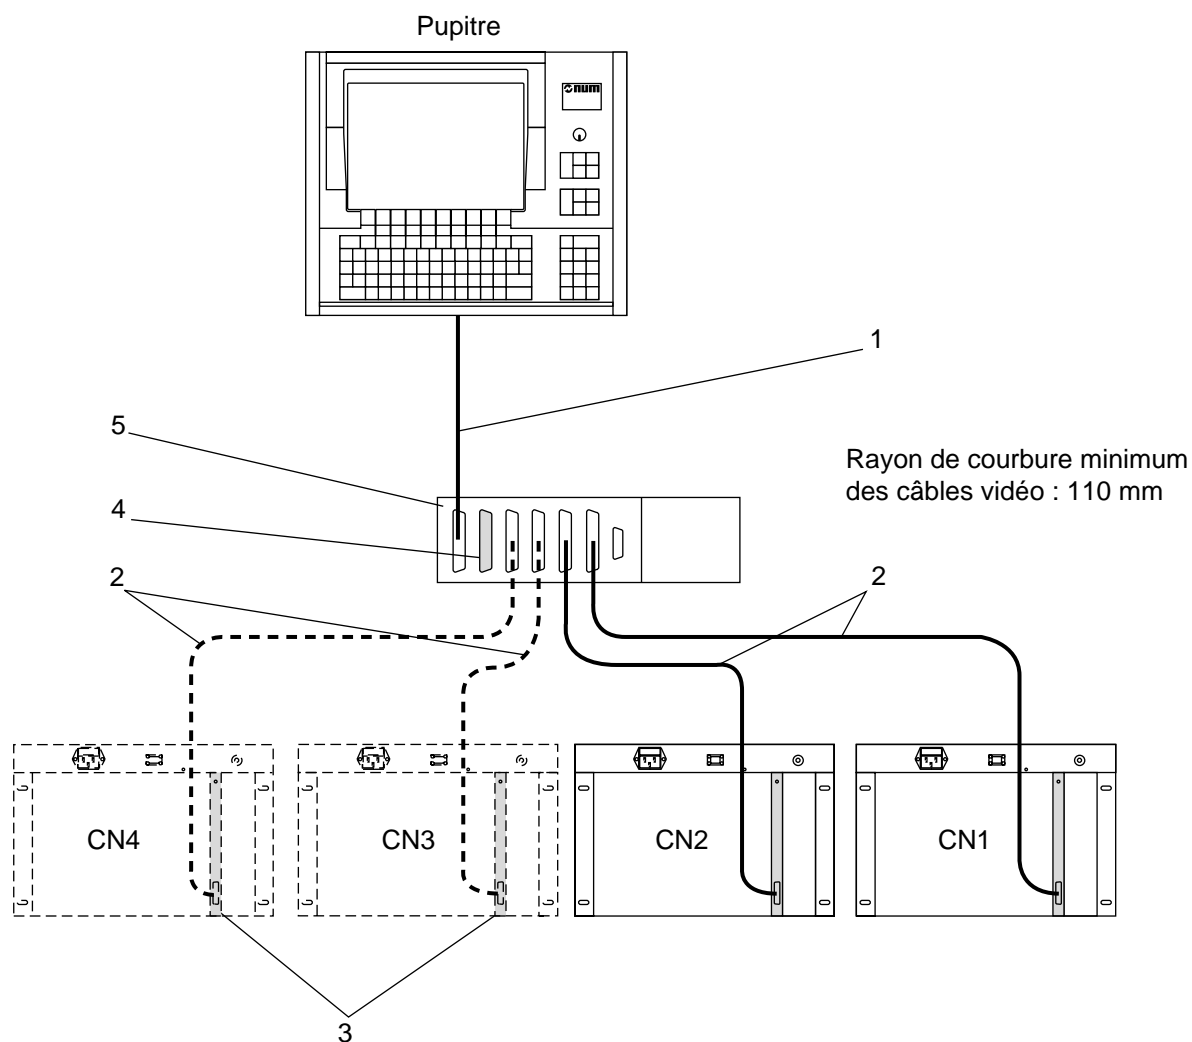 Pupitre
num
1
5
Rayon de courbure minimum
des câbles vidéo : 110 mm
4
2
2
CN4
CN3
CN2
CN1
3